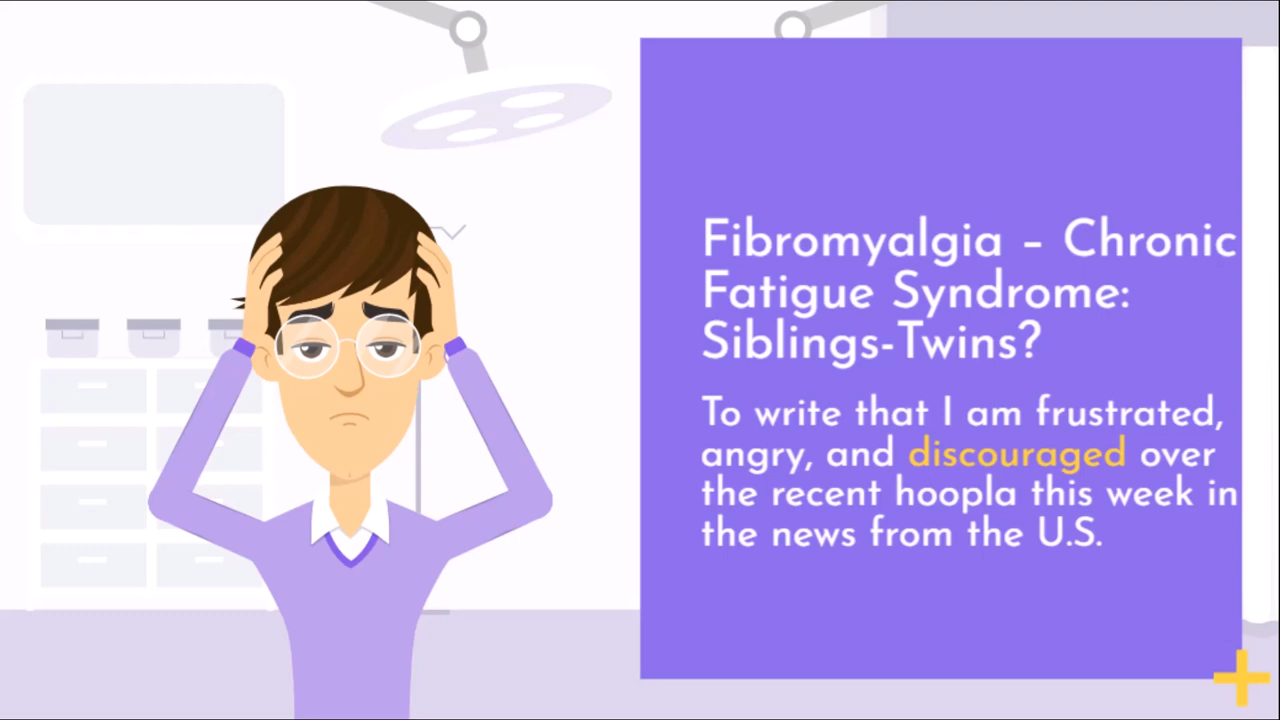 Fibromyalgia – Chronic
Fatigue Syndrome:
Siblings-Twins?
To write that I am frustrated,
angry, and discouraged over
the recent hoopla this week in
the news from the U.S.